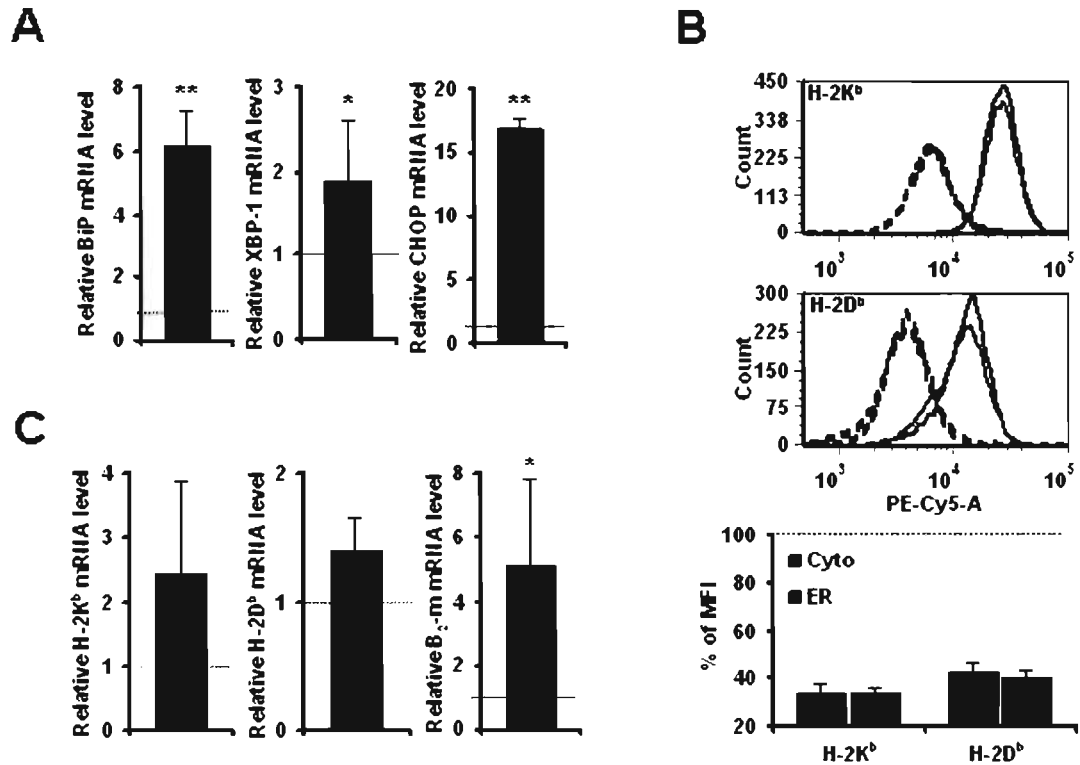 A
B
8
6
4
2
0
**
Relative BiP mRNA level
3
2
1
0
*
Relative XBP-1 mRNA level
20
15
10
5
0
**
Relative CHOP mRNA level
450
338
225
113
0
H-2Kᵇ
Count
10³
10⁴
10⁵
300
225
150
75
0
H-2Dᵇ
Count
10³
10⁴
10⁵
PE-Cy5-A
C
4
3
2
1
0
Relative H-2Kᵇ mRNA level
2
1
0
Relative H-2Dᵇ mRNA level
8
6
4
2
0
*
Relative B₂-m mRNA level
100
80
60
40
20
% of MFI
Cyto
ER
H-2Kᵇ
H-2Dᵇ